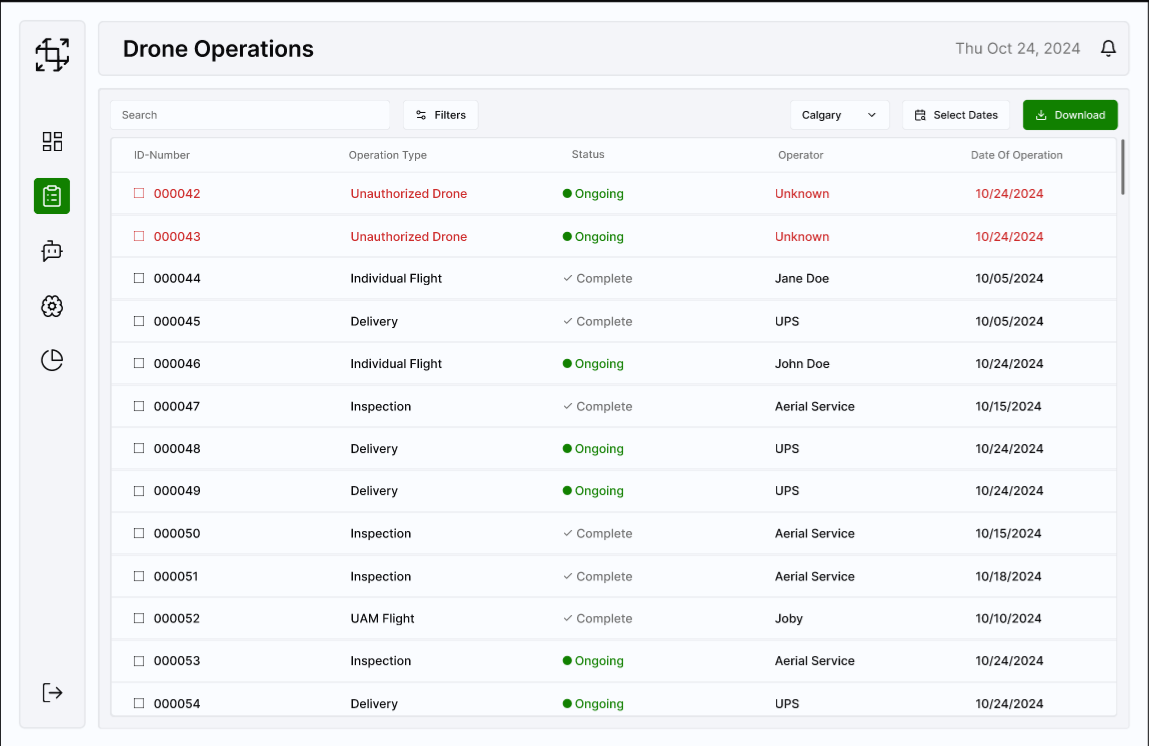 Drone Operations Thu Oct 24, 2024
Search Filters Calgary Select Dates Download
ID-Number Operation Type Status Operator Date Of Operation
000042 Unauthorized Drone Ongoing Unknown 10/24/2024
000043 Unauthorized Drone Ongoing Unknown 10/24/2024
000044 Individual Flight Complete Jane Doe 10/05/2024
000045 Delivery Complete UPS 10/05/2024
000046 Individual Flight Ongoing John Doe 10/24/2024
000047 Inspection Complete Aerial Service 10/15/2024
000048 Delivery Ongoing UPS 10/24/2024
000049 Delivery Ongoing UPS 10/24/2024
000050 Inspection Complete Aerial Service 10/15/2024
000051 Inspection Complete Aerial Service 10/18/2024
000052 UAM Flight Complete Joby 10/10/2024
000053 Inspection Ongoing Aerial Service 10/24/2024
000054 Delivery Ongoing UPS 10/24/2024